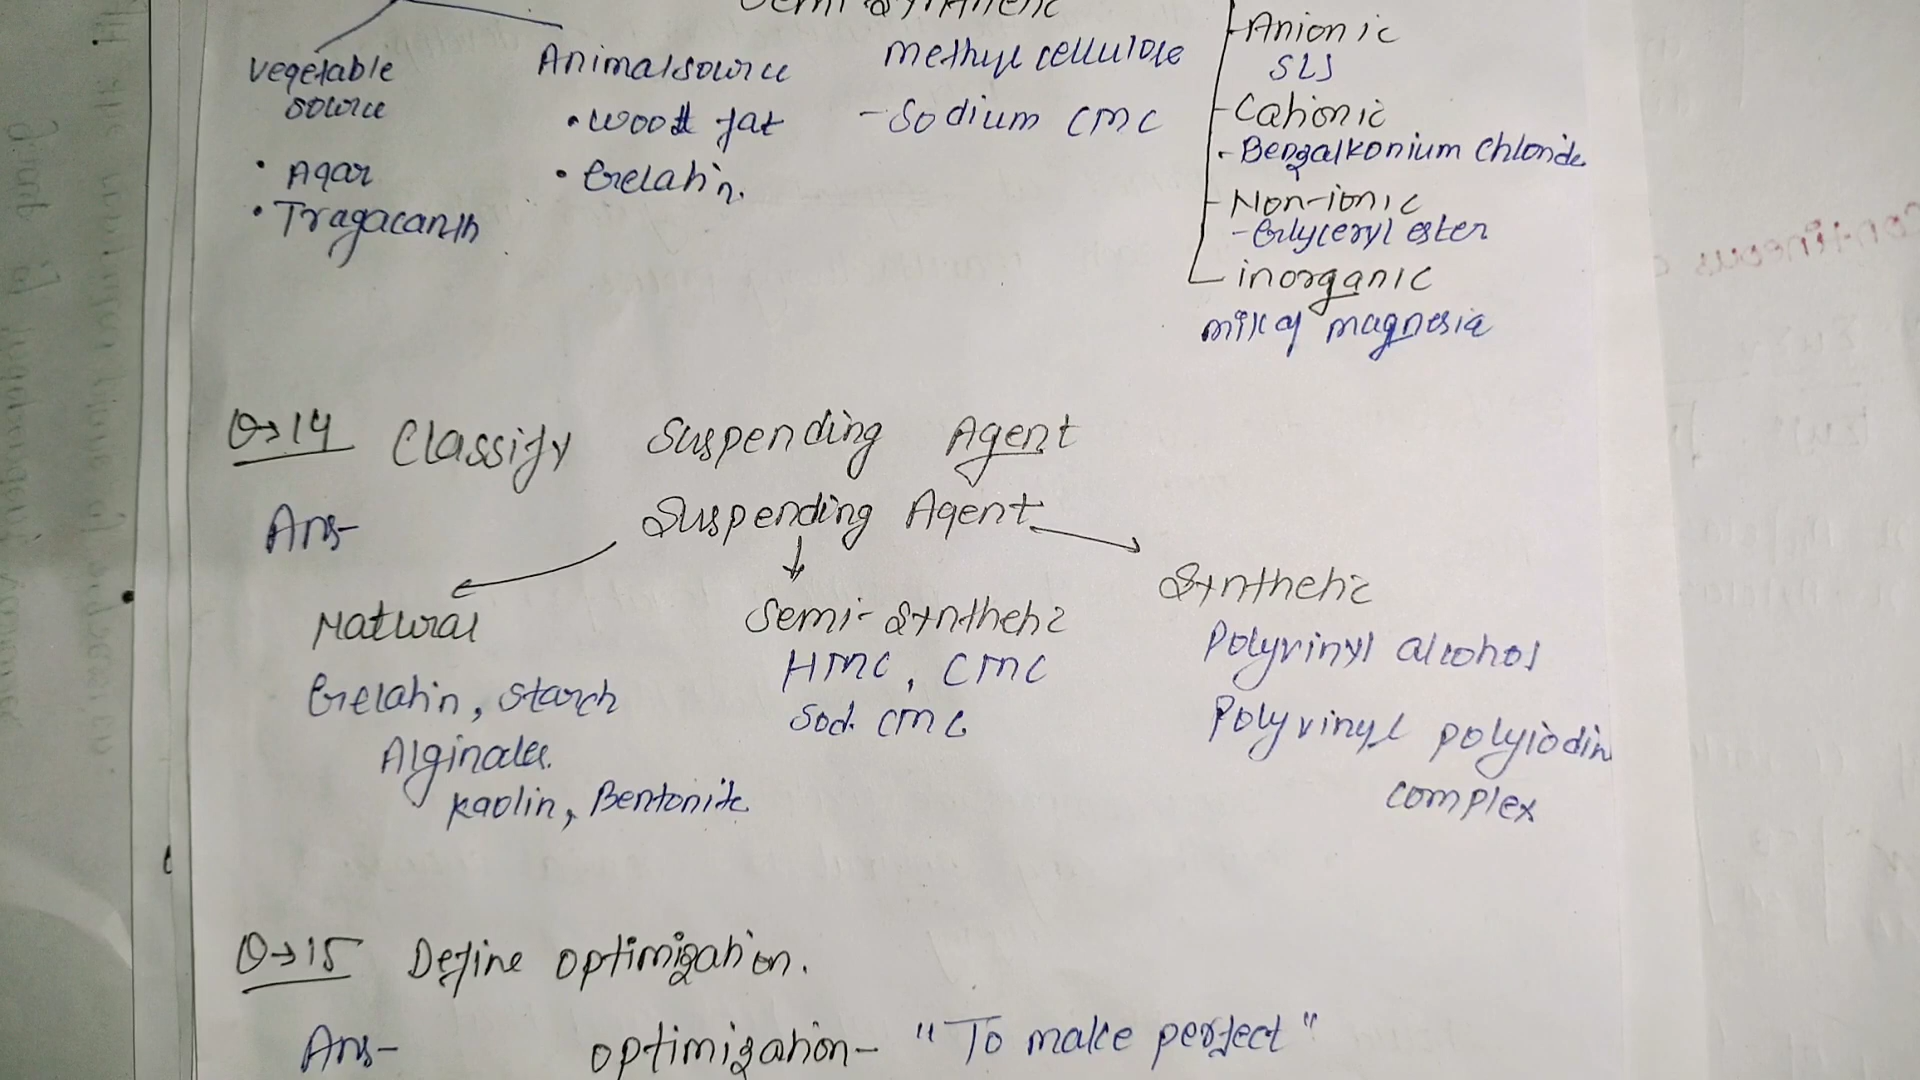 Semi Synthetic
Vegetable
source
• Agar
• Tragacanth
Animal source
• Wool fat
• Gelatin.
methyl cellulose
- Sodium CMC
Anionic
SLS
Cationic
- Benzalkonium chloride
Non-ionic
- Glyceryl ester
inorganic
milk of magnesia
Q→14 Classify Suspending Agent
Ans- Suspending Agent
Natural
Gelatin, starch
Alginates.
kaolin, Bentonite
Semi-synthetic
HMC, CMC
Sod. CMC
Synthetic
Polyvinyl alcohol
Polyvinyl polyiodin
complex
Q→15 Define optimization.
Ans- optimization- "To make perfect"